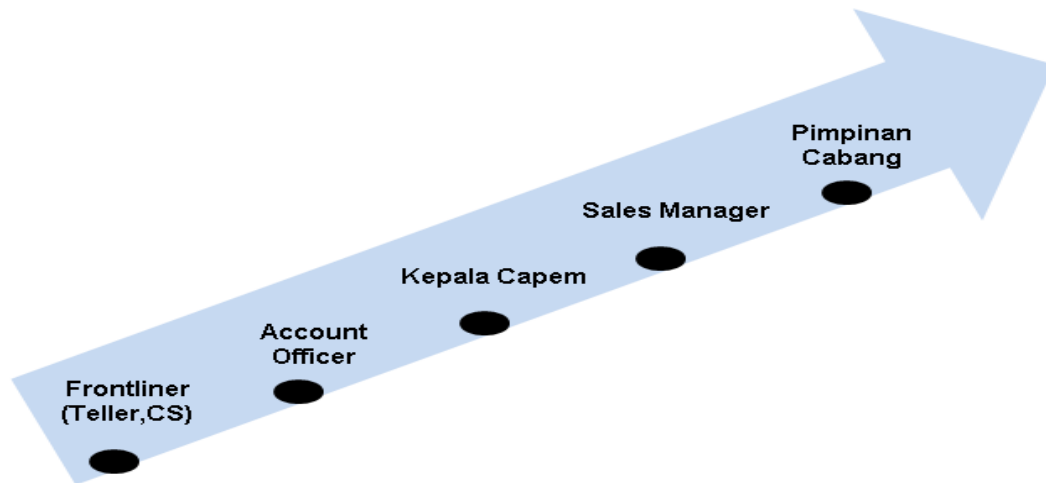 Pimpinan
Cabang
Sales Manager
Kepala Capem
Account
Officer
Frontliner
(Teller,CS)